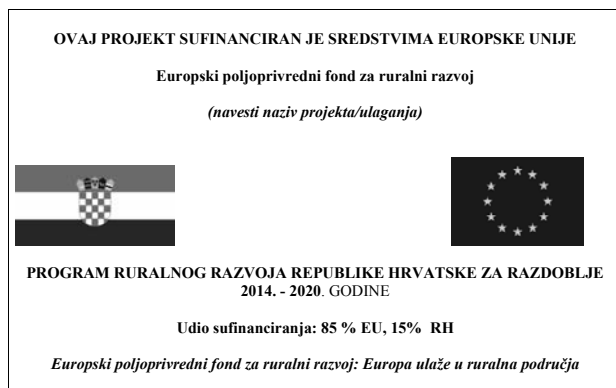 OVAJ PROJEKT SUFINANCIRAN JE SREDSTVIMA EUROPSKE UNIJE
Europski poljoprivredni fond za ruralni razvoj
(navesti naziv projekta/ulaganja)
PROGRAM RURALNOG RAZVOJA REPUBLIKE HRVATSKE ZA RAZDOBLJE
2014. - 2020. GODINE
Udio sufinanciranja: 85 % EU, 15% RH
Europski poljoprivredni fond za ruralni razvoj: Europa ulaže u ruralna područja